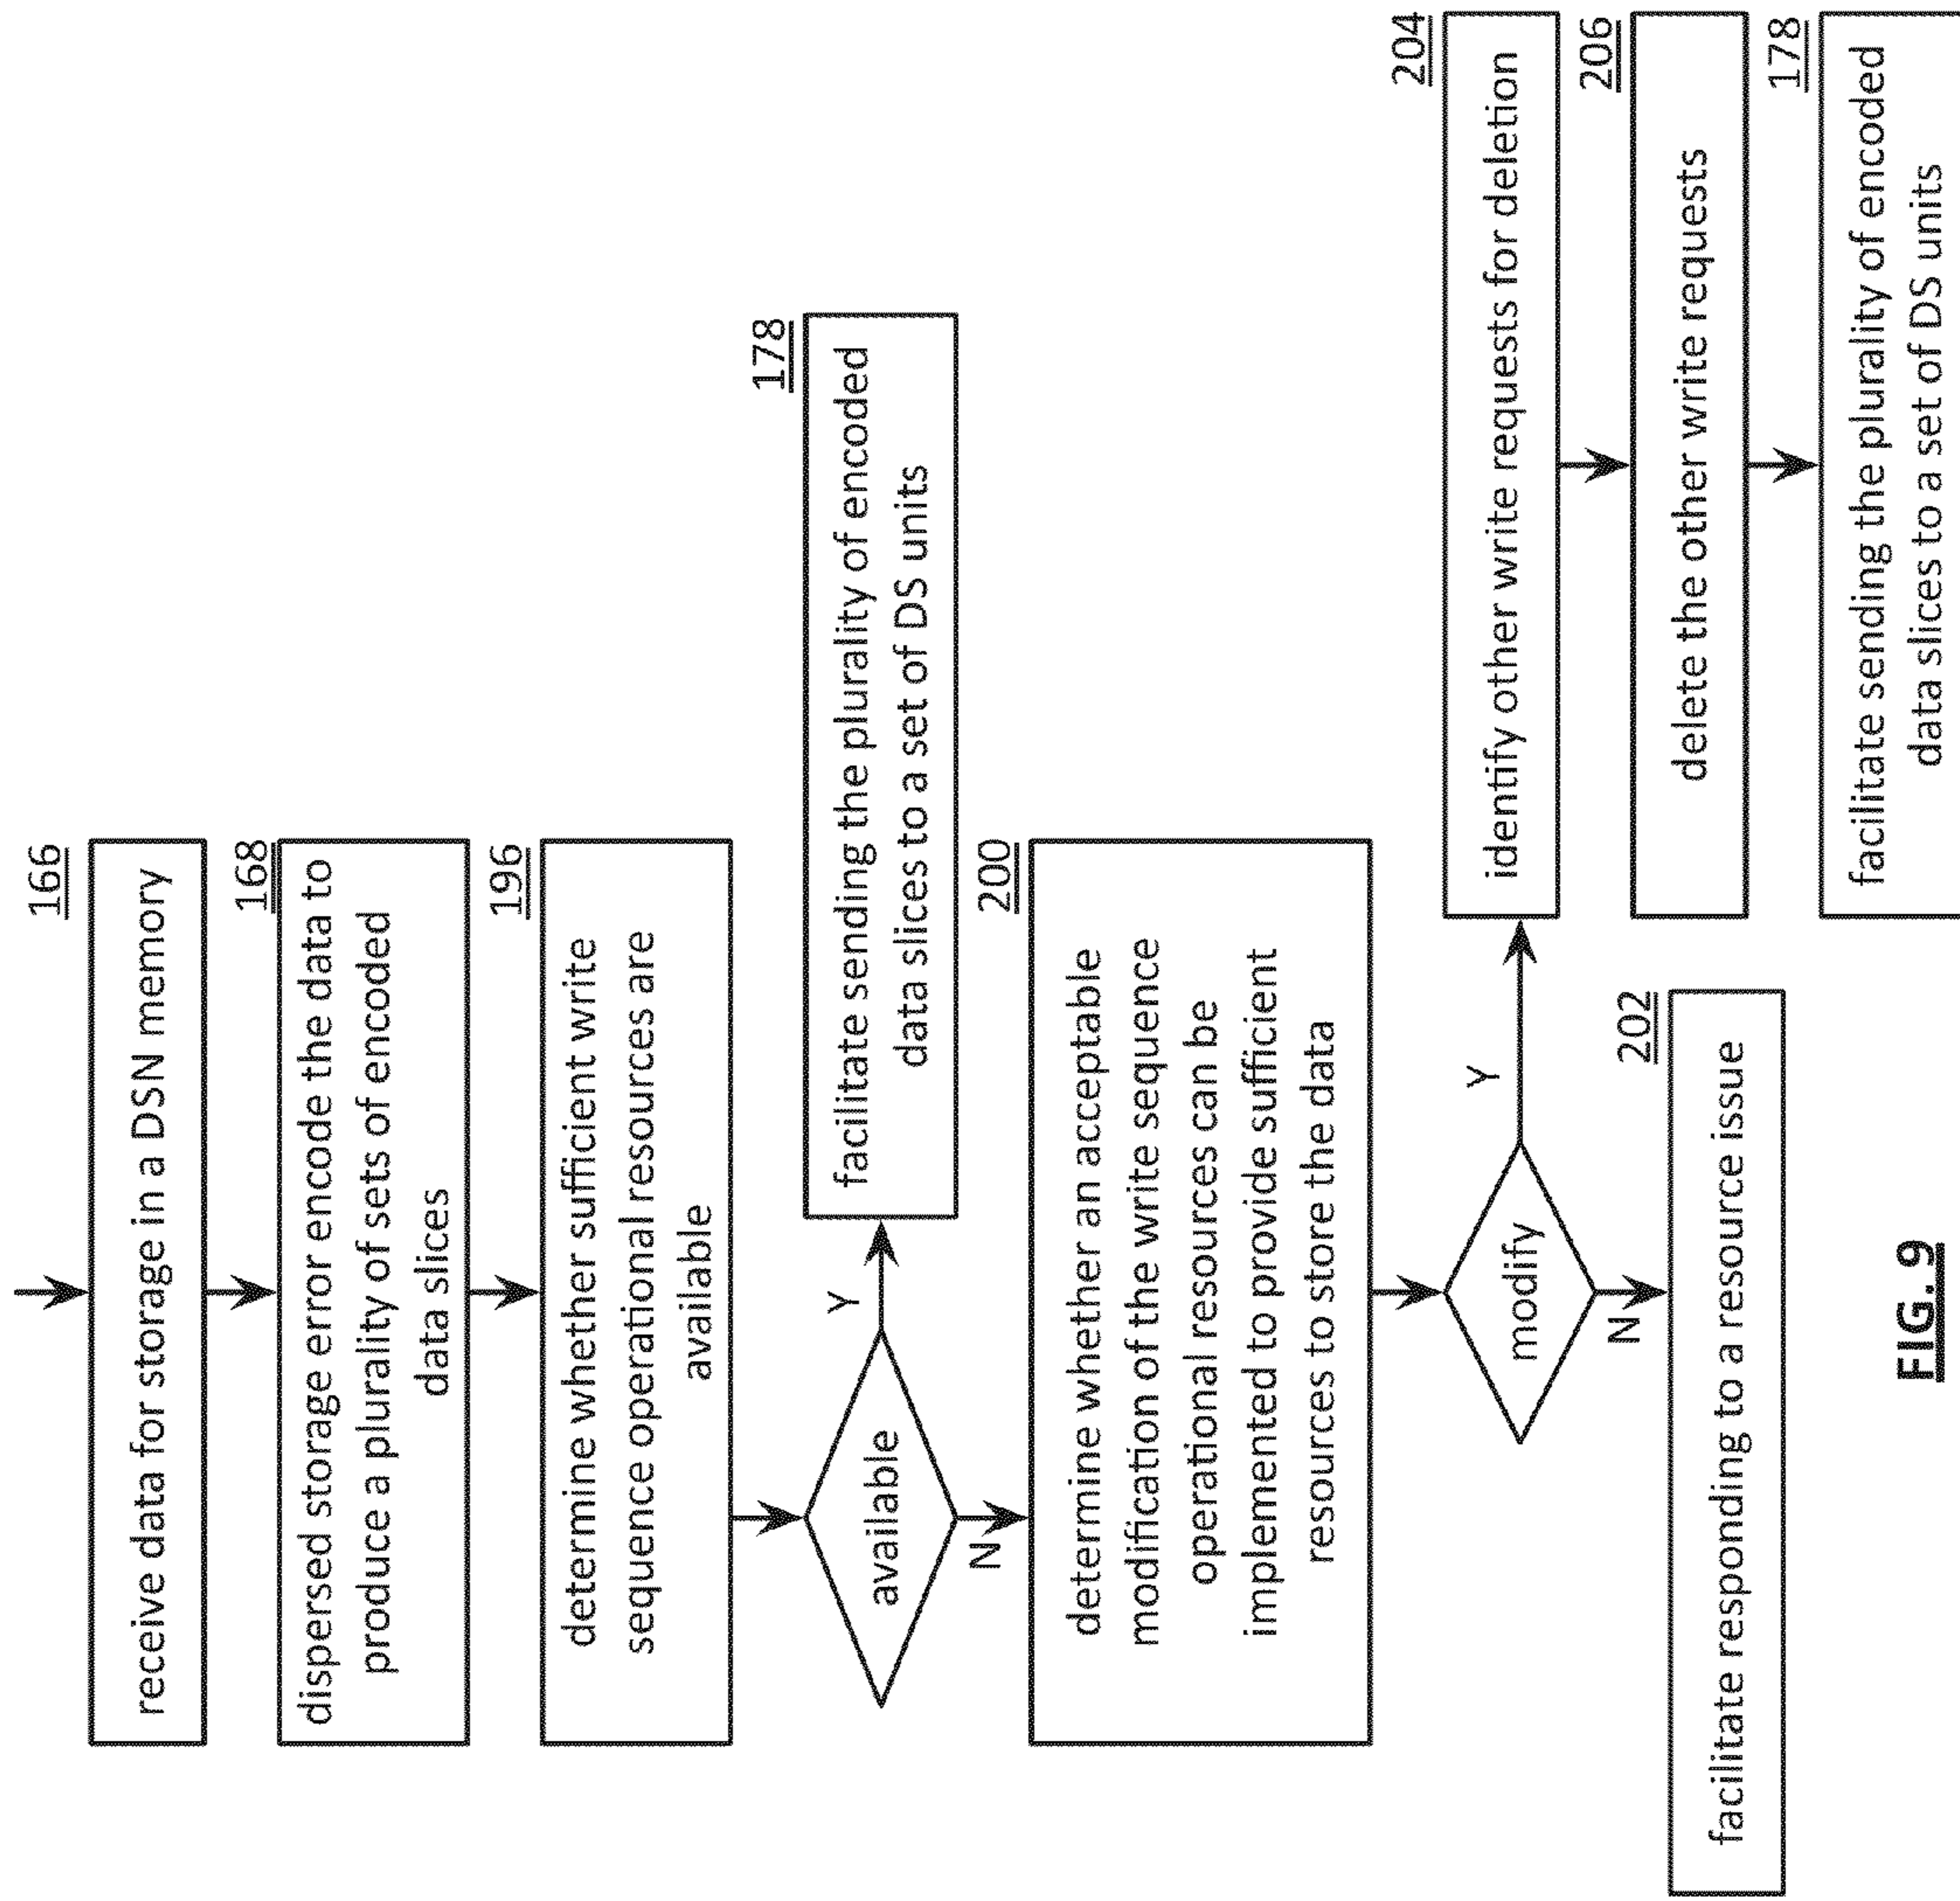 166
receive data for storage in a DSN memory
168
dispersed storage error encode the data to
produce a plurality of sets of encoded
data slices
196
determine whether sufficient write
sequence operational resources are
available
available
Y
178
facilitate sending the plurality of encoded
data slices to a set of DS units
N
200
determine whether an acceptable
modification of the write sequence
operational resources can be
implemented to provide sufficient
resources to store the data
modify
Y
204
identify other write requests for deletion
206
delete the other write requests
178
facilitate sending the plurality of encoded
data slices to a set of DS units
N
202
facilitate responding to a resource issue
FIG. 9